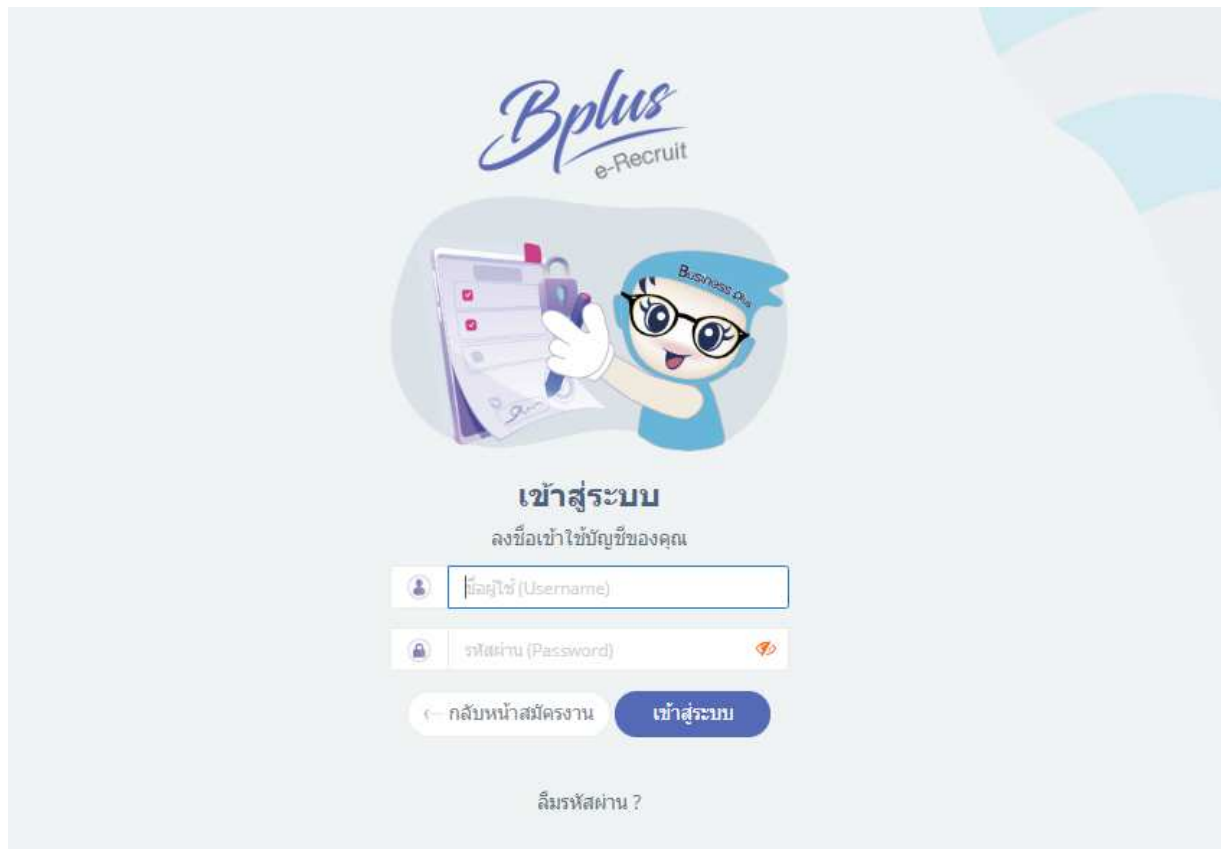 Bplus
e-Recruit
Business Plus
เข้าสู่ระบบ
ลงชื่อเข้าใช้บัญชีของคุณ
ชื่อผู้ใช้ (Username)
รหัสผ่าน (Password)
← กลับหน้าสมัครงาน
เข้าสู่ระบบ
ลืมรหัสผ่าน ?